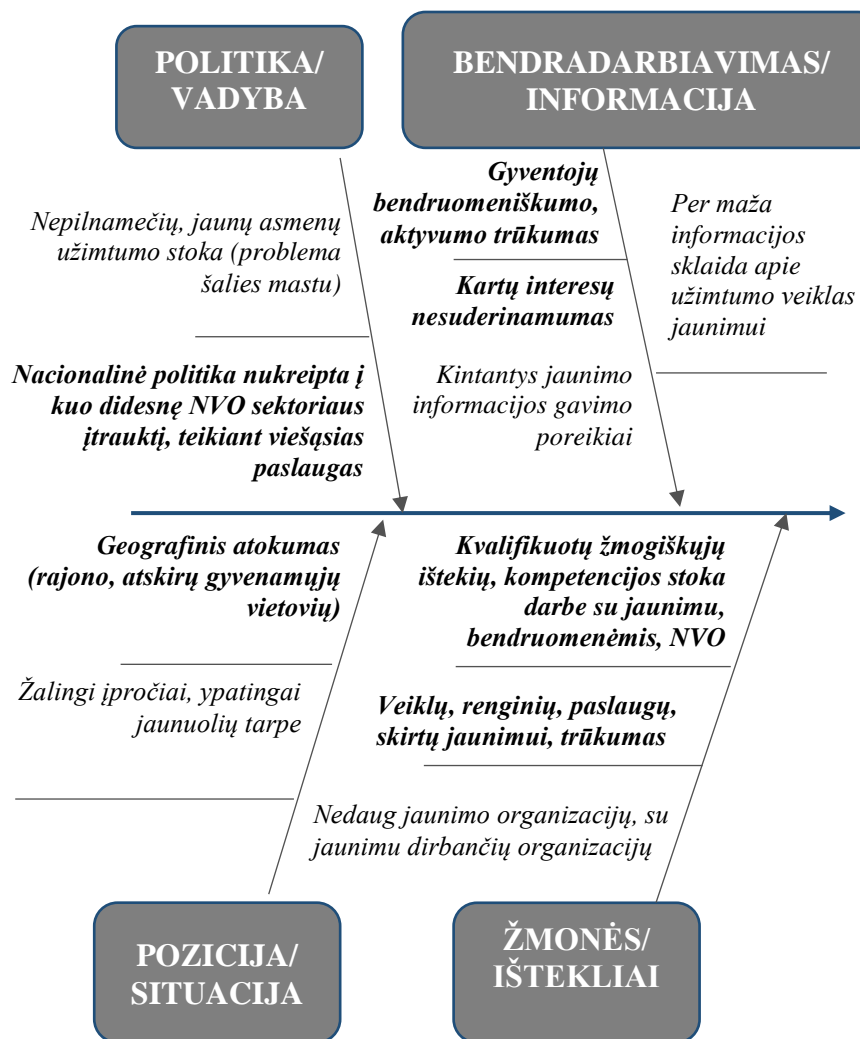 POLITIKA/
VADYBA
BENDRADARBIAVIMAS/
INFORMACIJA
Nepilnamečių, jaunų asmenų
užimtumo stoka (problema
šalies mastu)
Nacionalinė politika nukreipta į
kuo didesnę NVO sektoriaus
įtrauktį, teikiant viešąsias
paslaugas
Gyventojų
bendruomeniškumo,
aktyvumo trūkumas
Kartų interesų
nesuderinamumas
Kintantys jaunimo
informacijos gavimo
poreikiai
Per maža
informacijos
sklaida apie
užimtumo veiklas
jaunimui
Geografinis atokumas
(rajono, atskirų gyvenamųjų
vietovių)
Žalingi įpročiai, ypatingai
jaunuolių tarpe
Kvalifikuotų žmogiškųjų
ištekių, kompetencijos stoka
darbe su jaunimu,
bendruomenėmis, NVO
Veiklų, renginių, paslaugų,
skirtų jaunimui, trūkumas
Nedaug jaunimo organizacijų, su
jaunimu dirbančių organizacijų
POZICIJA/
SITUACIJA
ŽMONĖS/
IŠTEKLIAI